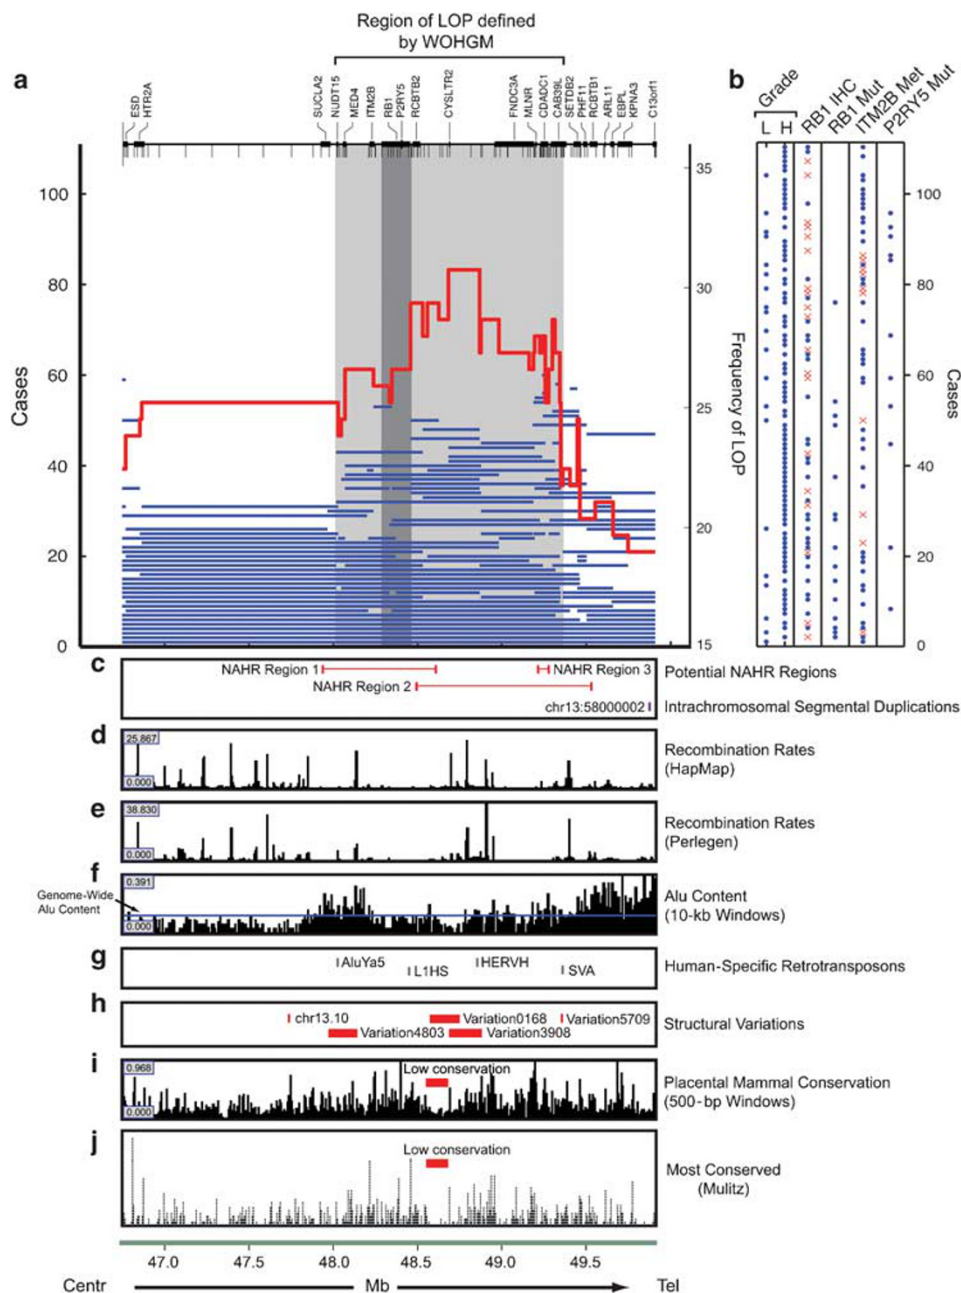 Region of LOP defined
by WOHGM
a
ESD
HTR2A
SUCLA2
NUDT15
MED4
ITM2B
RB1
P2RY5
RCBTB2
CYSLTR2
FNDC3A
MLNR
CDADC1
CAB39L
SETDB2
PHF11
RCBTB1
ARL11
EBPL
KPNA3
C13orf1
Cases
100
80
60
40
20
0
35
30
25
20
15
Frequency of LOP
b
Grade
L H
RB1 IHC
RB1 Mut
ITM2B Met
P2RY5 Mut
100
80
60
40
20
0
Cases
c
NAHR Region 1
NAHR Region 3
NAHR Region 2
Potential NAHR Regions
chr13:58000002
Intrachromosomal Segmental Duplications
d
25.867
0.000
Recombination Rates
(HapMap)
e
38.830
0.000
Recombination Rates
(Perlegen)
f
Genome-Wide
Alu Content
0.391
0.000
Alu Content
(10-kb Windows)
g
AluYa5
HERVH
L1HS
SVA
Human-Specific Retrotransposons
h
chr13.10
Variation0168
Variation5709
Variation4803
Variation3908
Structural Variations
i
0.968
0.000
Low conservation
Placental Mammal Conservation
(500-bp Windows)
j
Low conservation
Most Conserved
(Mulitz)
47.0 47.5 48.0 48.5 49.0 49.5
Centr Mb Tel